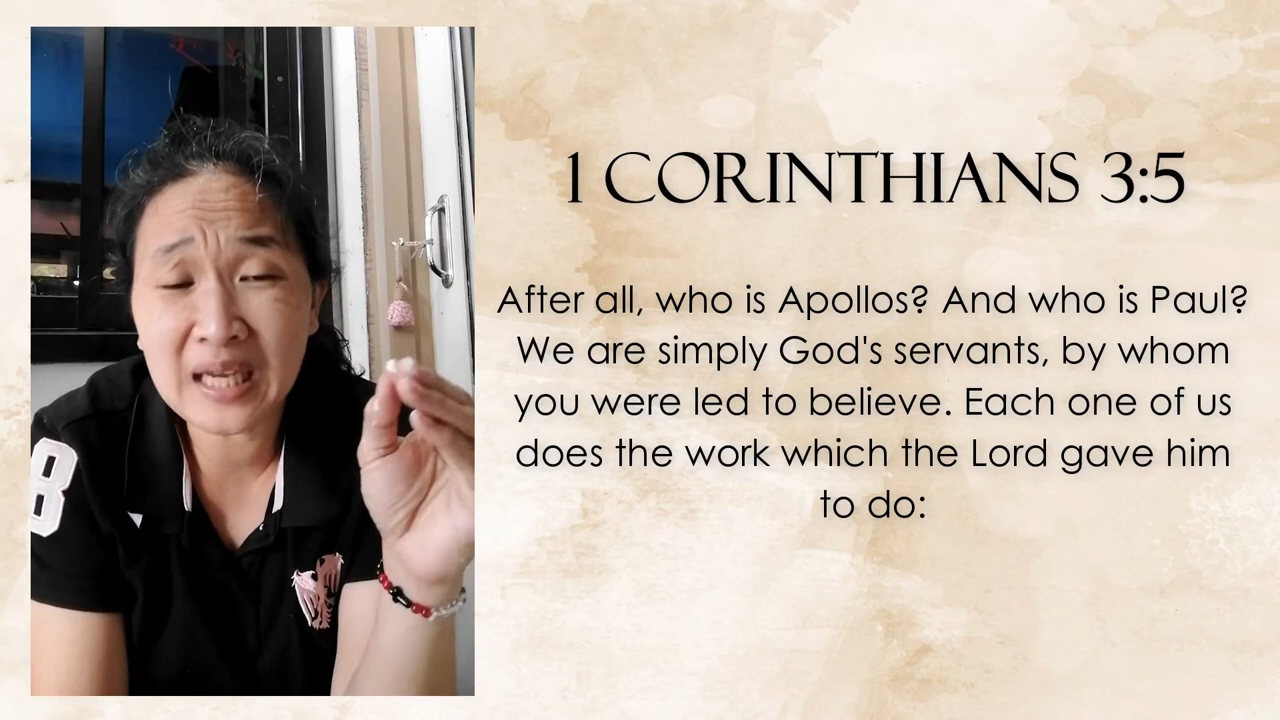 1 CORINTHIANS 3:5
After all, who is Apollos? And who is Paul?
We are simply God's servants, by whom
you were led to believe. Each one of us
does the work which the Lord gave him
to do:
8